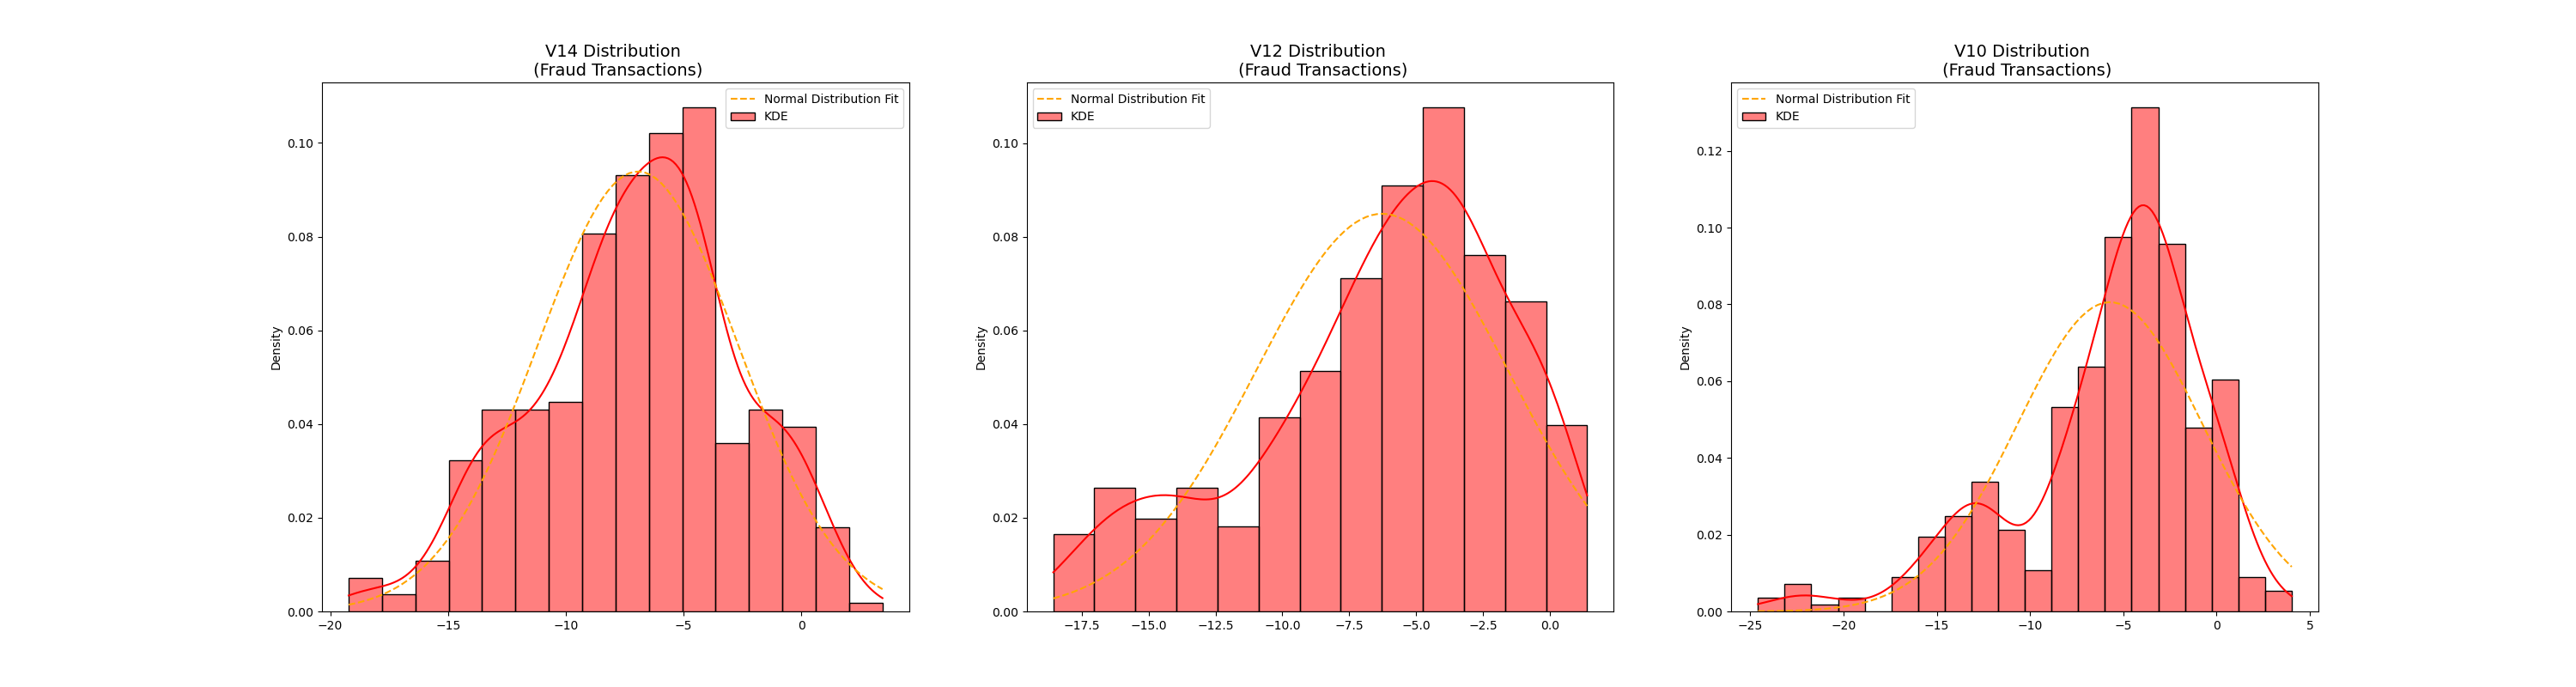 V14 Distribution
(Fraud Transactions)
Normal Distribution Fit
KDE
Density
0.10
0.08
0.06
0.04
0.02
0.00
−20
−15
−10
−5
0
V12 Distribution
(Fraud Transactions)
Normal Distribution Fit
KDE
Density
0.10
0.08
0.06
0.04
0.02
0.00
−17.5
−15.0
−12.5
−10.0
−7.5
−5.0
−2.5
0.0
V10 Distribution
(Fraud Transactions)
Normal Distribution Fit
KDE
Density
0.12
0.10
0.08
0.06
0.04
0.02
0.00
−25
−20
−15
−10
−5
0
5